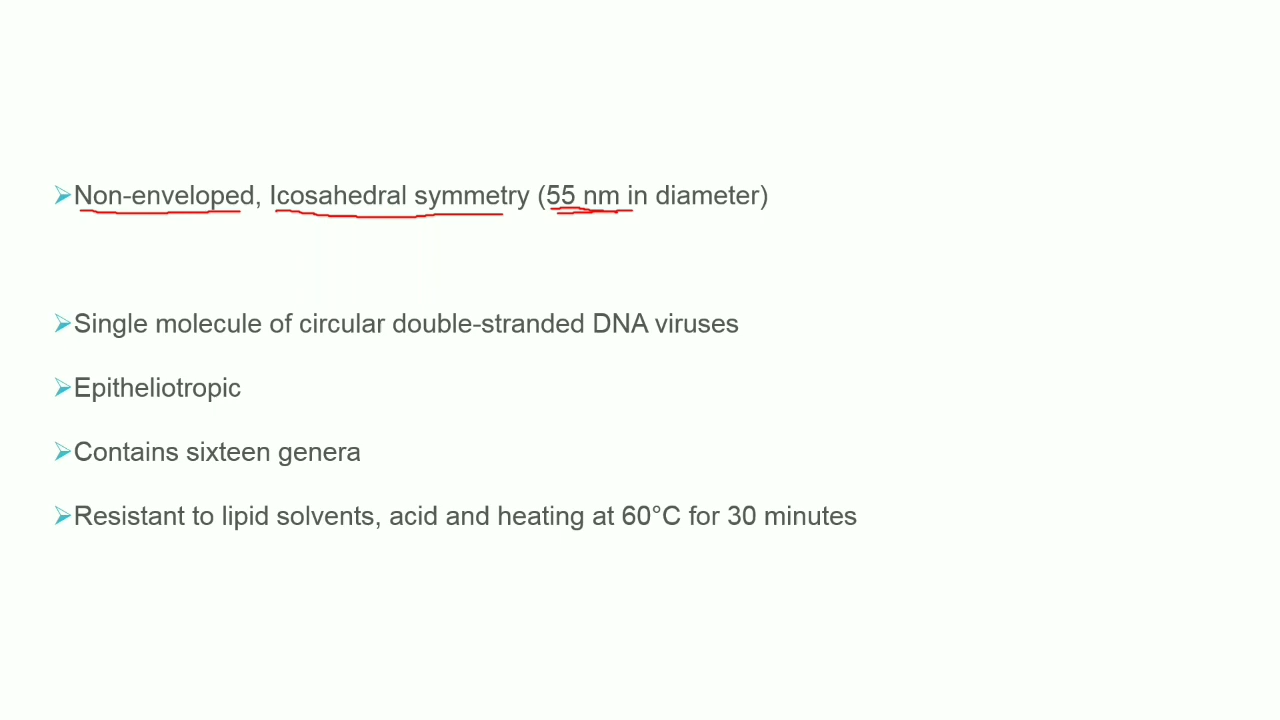 ➢Non-enveloped, Icosahedral symmetry (55 nm in diameter)
➢Single molecule of circular double-stranded DNA viruses
➢Epitheliotropic
➢Contains sixteen genera
➢Resistant to lipid solvents, acid and heating at 60°C for 30 minutes